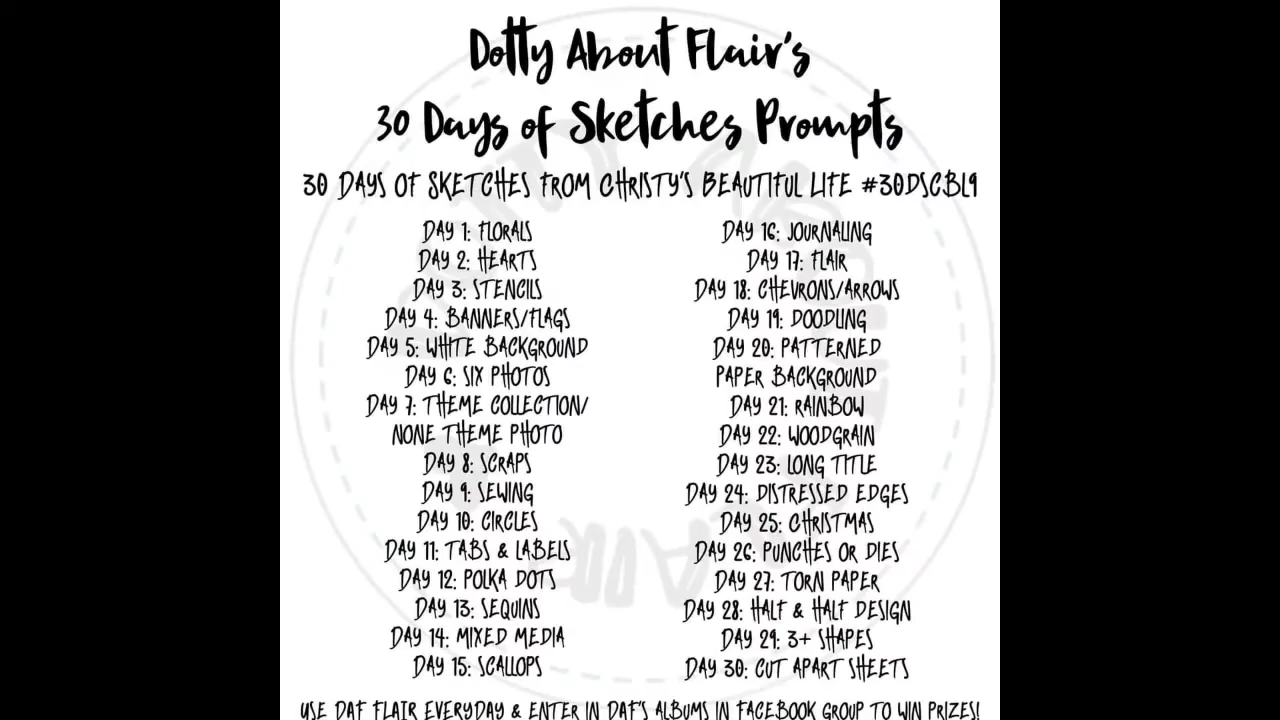 Dotty About Flair's
30 Days of Sketches Prompts
30 DAYS OF SKETCHES FROM CHRISTY'S BEAUTIFUL LIFE #30DSCBL9
DAY 1: FLORALS
DAY 2: HEARTS
DAY 3: STENCILS
DAY 4: BANNERS/FLAGS
DAY 5: WHITE BACKGROUND
DAY 6: SIX PHOTOS
DAY 7: THEME COLLECTION/
NONE THEME PHOTO
DAY 8: SCRAPS
DAY 9: SEWING
DAY 10: CIRCLES
DAY 11: TABS & LABELS
DAY 12: POLKA DOTS
DAY 13: SEQUINS
DAY 14: MIXED MEDIA
DAY 15: SCALLOPS
DAY 16: JOURNALING
DAY 17: FLAIR
DAY 18: CHEVRONS/ARROWS
DAY 19: DOODLING
DAY 20: PATTERNED
PAPER BACKGROUND
DAY 21: RAINBOW
DAY 22: WOODGRAIN
DAY 23: LONG TITLE
DAY 24: DISTRESSED EDGES
DAY 25: CHRISTMAS
DAY 26: PUNCHES OR DIES
DAY 27: TORN PAPER
DAY 28: HALF & HALF DESIGN
DAY 29: 3+ SHAPES
DAY 30: CUT APART SHEETS
USE DAF FLAIR EVERYDAY & ENTER IN DAF'S ALBUMS IN FACEBOOK GROUP TO WIN PRIZES!